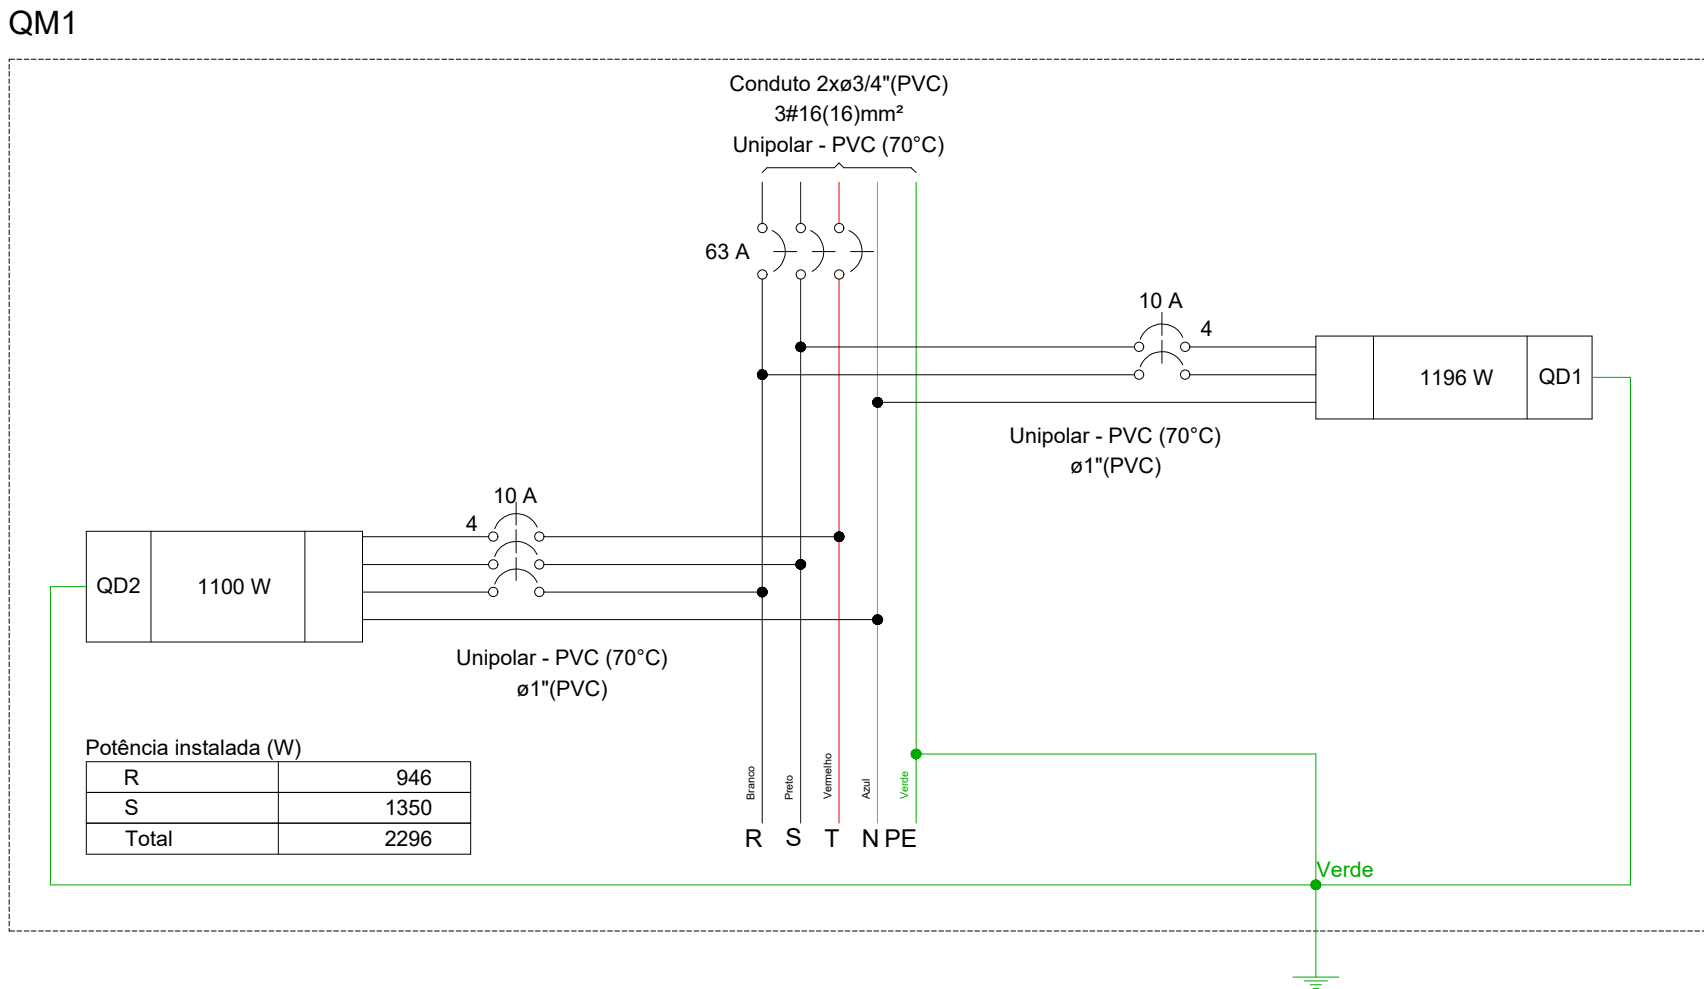 QM1
Conduto 2xø3/4"(PVC)
3#16(16)mm²
Unipolar - PVC (70°C)
63 A
10 A
4
1196 W
QD1
Unipolar - PVC (70°C)
ø1"(PVC)
10 A
4
QD2
1100 W
Unipolar - PVC (70°C)
ø1"(PVC)
Potência instalada (W)
R 946
S 1350
Total 2296
Branco
Preto
Vermelho
Azul
Verde
R S T N PE
Verde